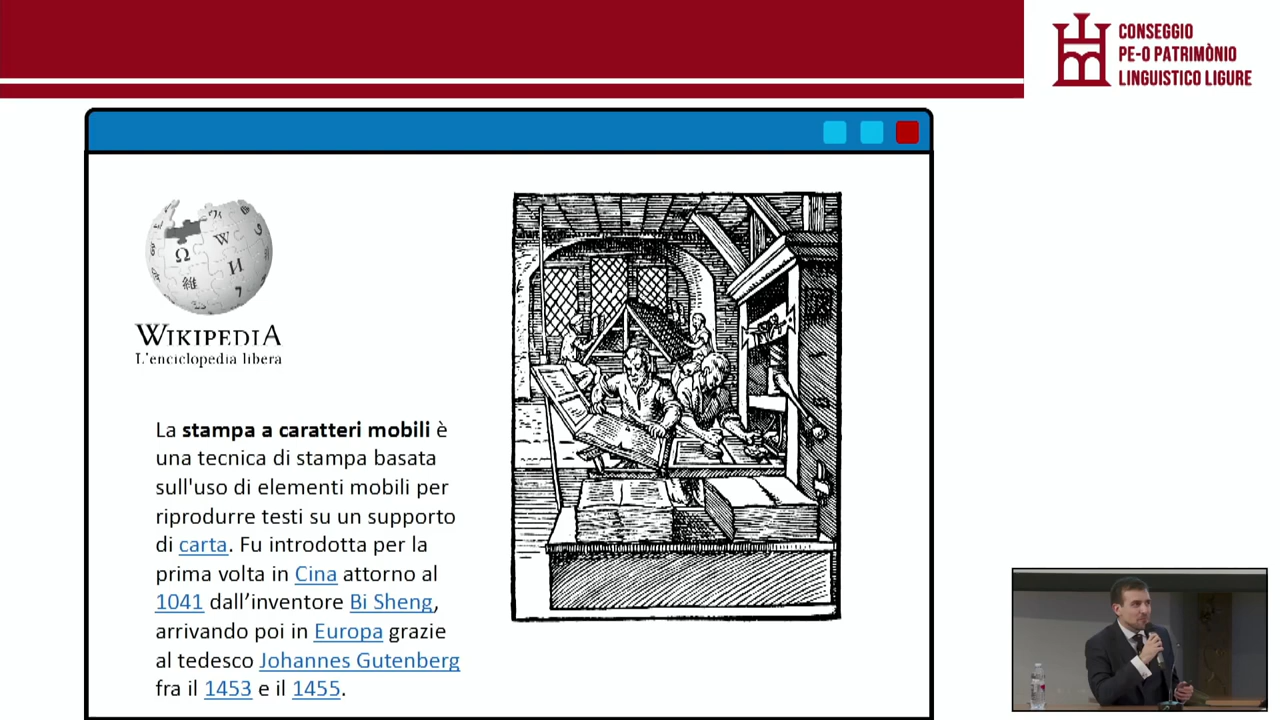 CONSEGGIO
PE-O PATRIMÒNIO
LINGUISTICO LIGURE
WIKIPEDIA
L'enciclopedia libera
La stampa a caratteri mobili è
una tecnica di stampa basata
sull'uso di elementi mobili per
riprodurre testi su un supporto
di carta. Fu introdotta per la
prima volta in Cina attorno al
1041 dall’inventore Bi Sheng,
arrivando poi in Europa grazie
al tedesco Johannes Gutenberg
fra il 1453 e il 1455.